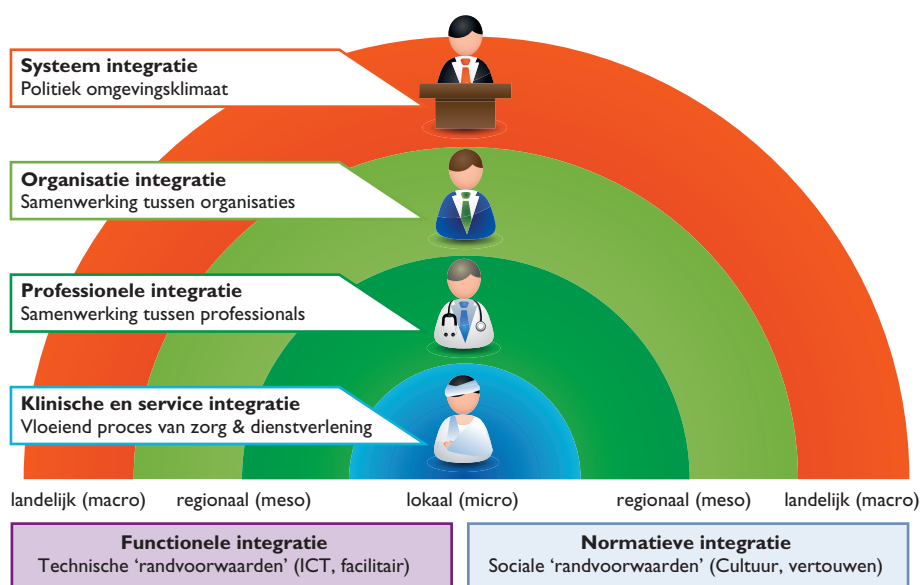 Systeem integratie
Politiek omgevingsklimaat
Organisatie integratie
Samenwerking tussen organisaties
Professionele integratie
Samenwerking tussen professionals
Klinische en service integratie
Vloeiend proces van zorg & dienstverlening
landelijk (macro) regionaal (meso) lokaal (micro) regionaal (meso) landelijk (macro)
Functionele integratie
Technische ‘randvoorwaarden’ (ICT, facilitair)
Normatieve integratie
Sociale ‘randvoorwaarden’ (Cultuur, vertouwen)